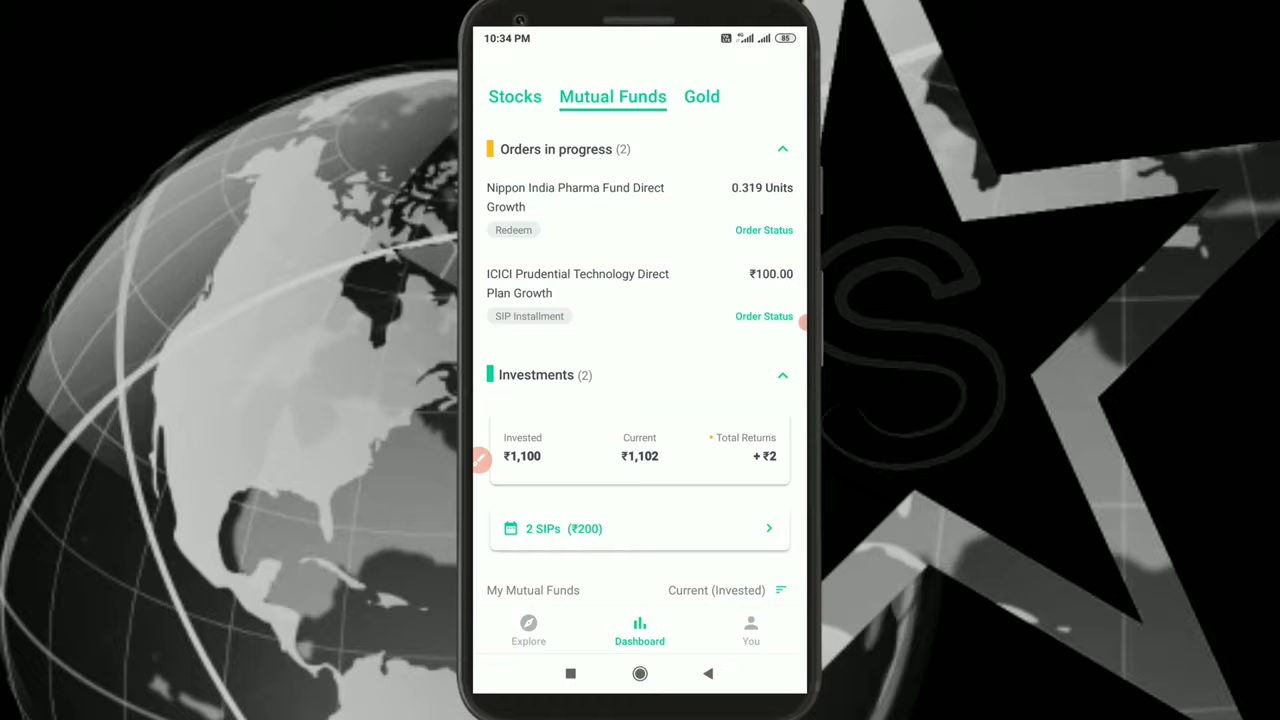 10:34 PM
4G
85
Stocks Mutual Funds Gold
Orders in progress (2)
Nippon India Pharma Fund Direct 0.319 Units
Growth
Redeem Order Status
ICICI Prudential Technology Direct ₹100.00
Plan Growth
SIP Installment Order Status
Investments (2)
Invested Current Total Returns
₹1,100 ₹1,102 +₹2
2 SIPs (₹200)
My Mutual Funds Current (Invested)
Explore Dashboard You
S